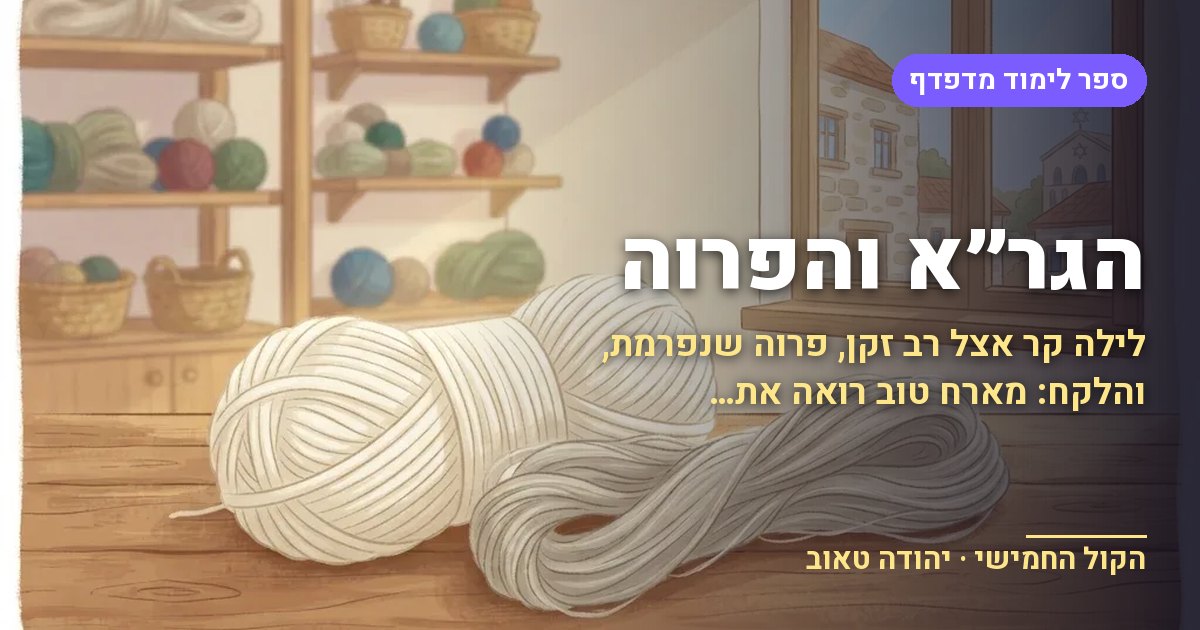 ספר לימוד מדפדף
הגר״א והפרוה
לילה קר אצל רב זקן, פרוה שנפרמת,
והלקח: מארח טוב רואה את...
הקול החמישי · יהודה טאוב